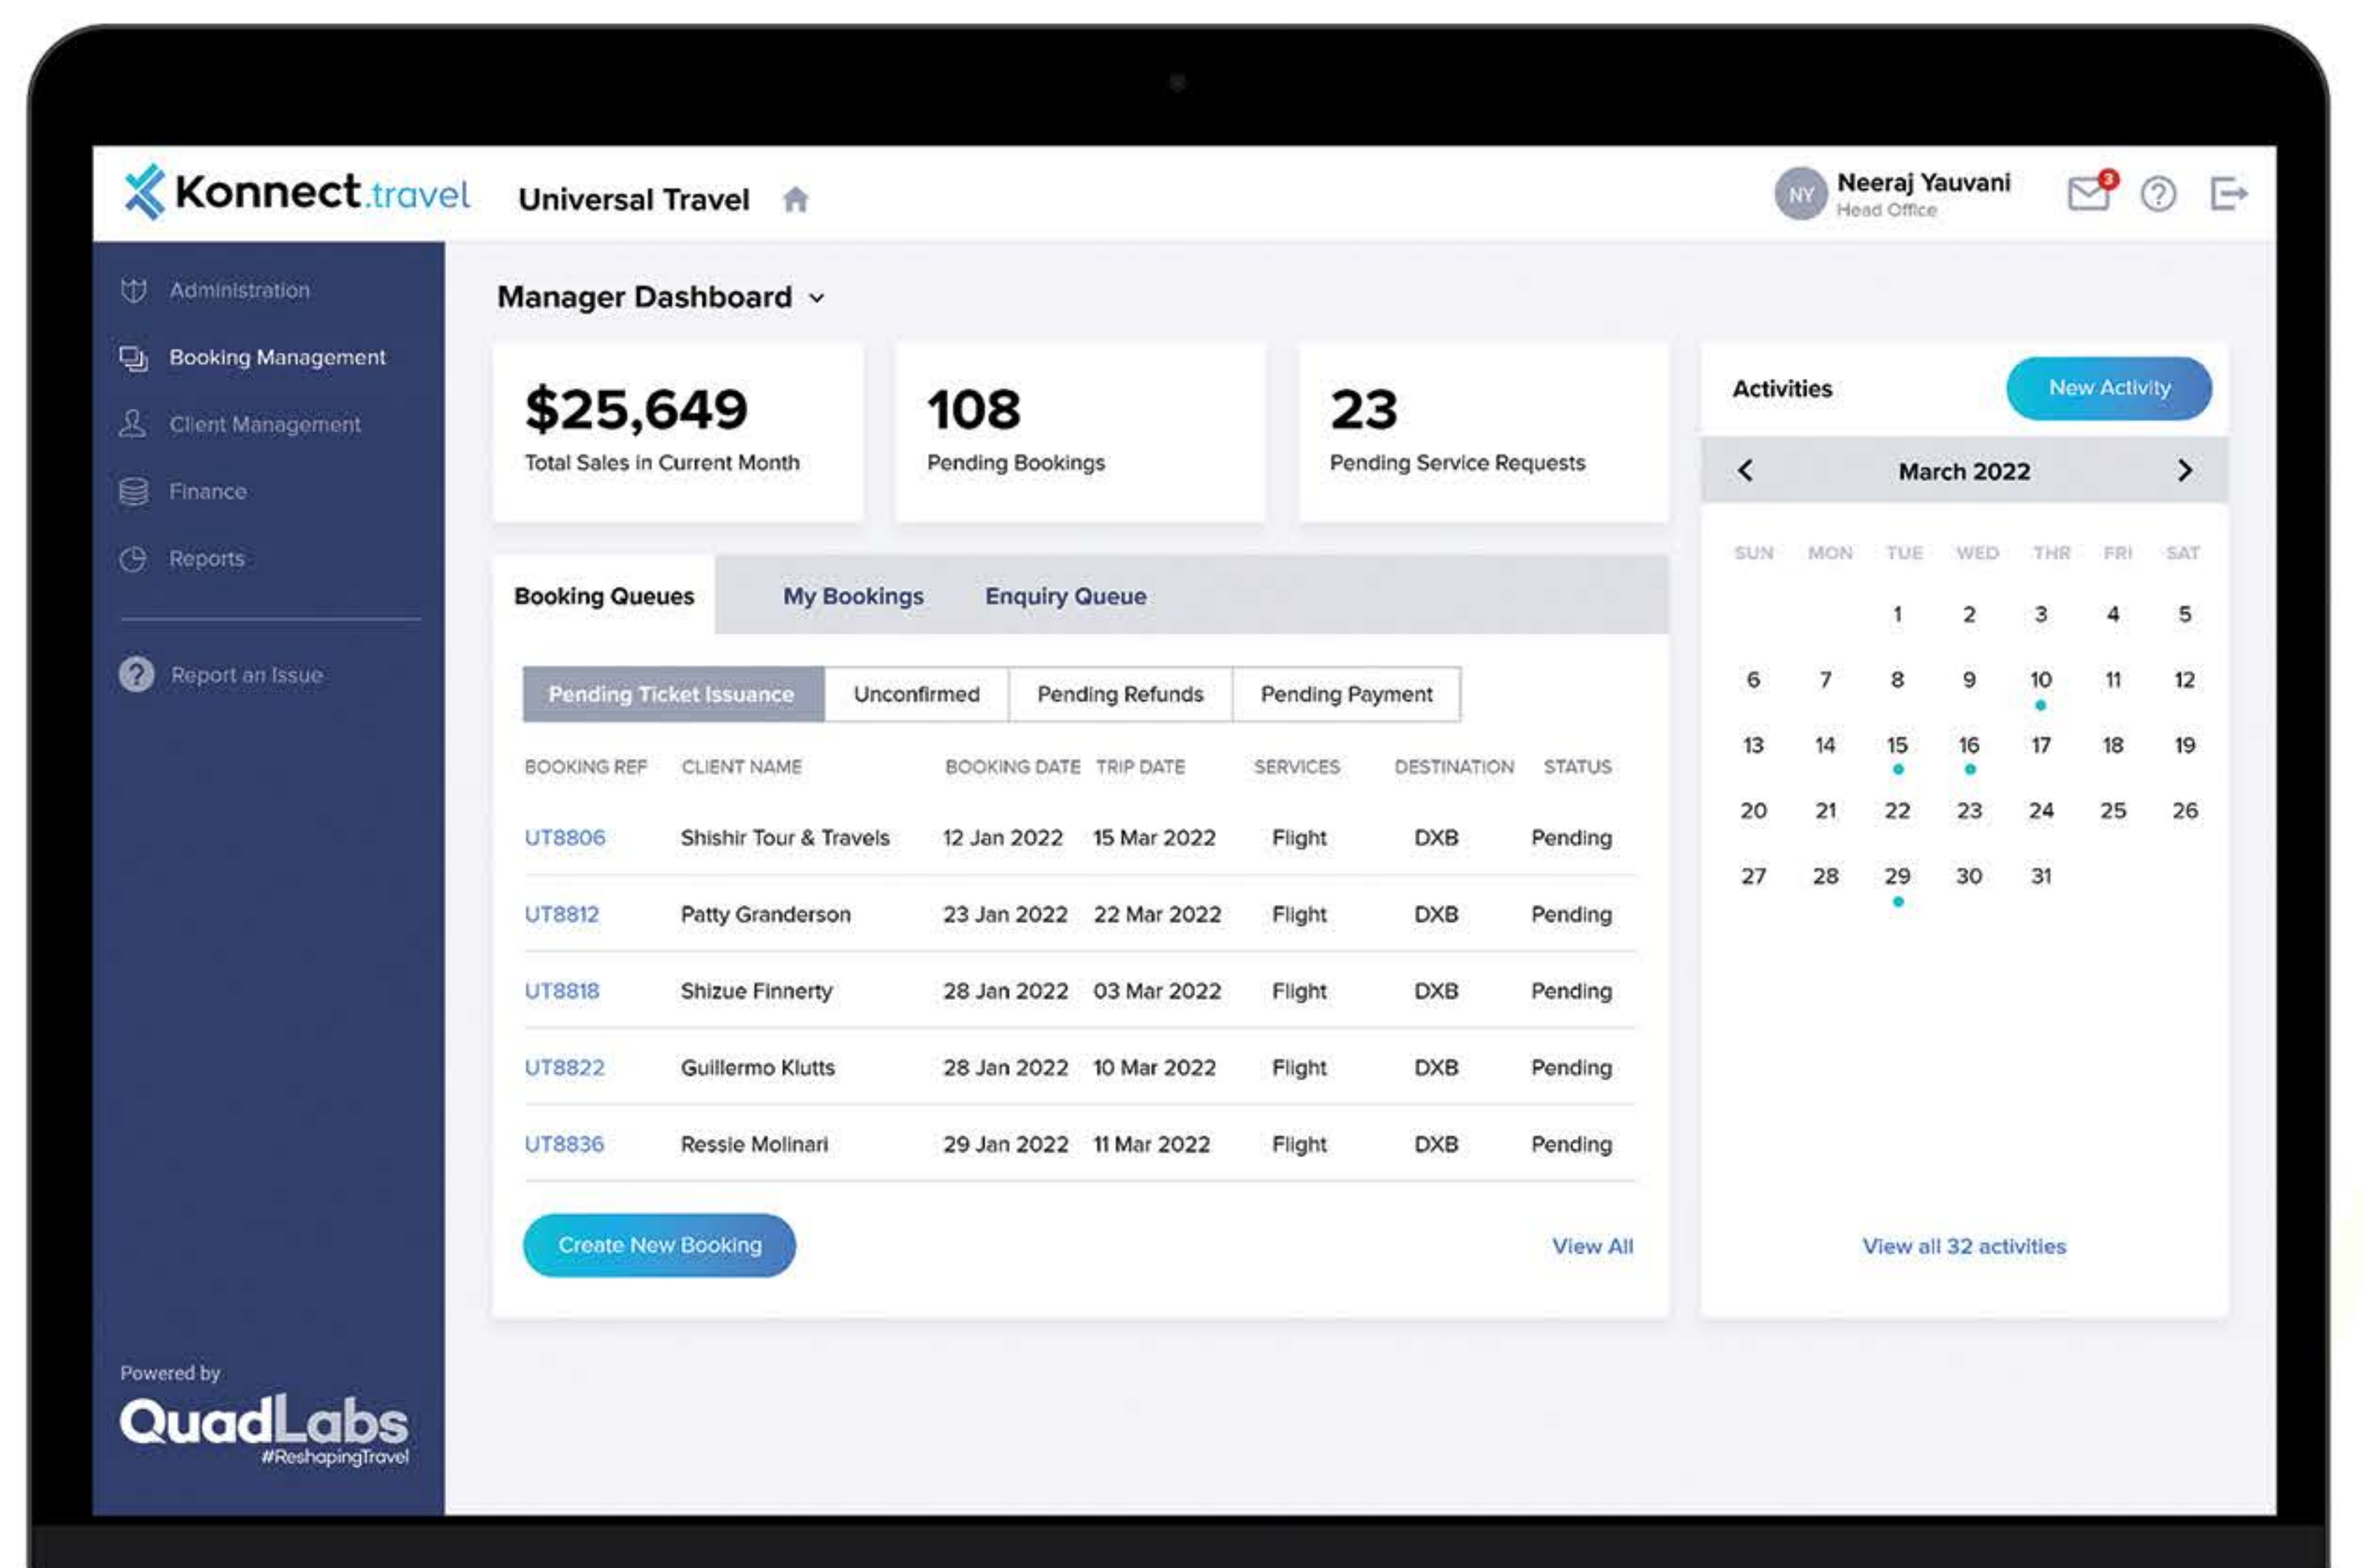 Konnect.travel Universal Travel
NY Neeraj Yauvani 3
Head Office
Administration
Booking Management
Client Management
Finance
Reports
Report an Issue
Powered by
QuadLabs
#ReshapingTravel
Manager Dashboard
$25,649
Total Sales in Current Month
108
Pending Bookings
23
Pending Service Requests
Booking Queues My Bookings Enquiry Queue
Pending Ticket Issuance Unconfirmed Pending Refunds Pending Payment
BOOKING REF CLIENT NAME BOOKING DATE TRIP DATE SERVICES DESTINATION STATUS
UT8806 Shishir Tour & Travels 12 Jan 2022 15 Mar 2022 Flight DXB Pending
UT8812 Patty Granderson 23 Jan 2022 22 Mar 2022 Flight DXB Pending
UT8818 Shizue Finnerty 28 Jan 2022 03 Mar 2022 Flight DXB Pending
UT8822 Guillermo Klutts 28 Jan 2022 10 Mar 2022 Flight DXB Pending
UT8836 Ressie Molinari 29 Jan 2022 11 Mar 2022 Flight DXB Pending
Create New Booking View All
Activities New Activity
March 2022
SUN MON TUE WED THR FRI SAT
1 2 3 4 5
6 7 8 9 10 11 12
13 14 15 16 17 18 19
20 21 22 23 24 25 26
27 28 29 30 31
View all 32 activities